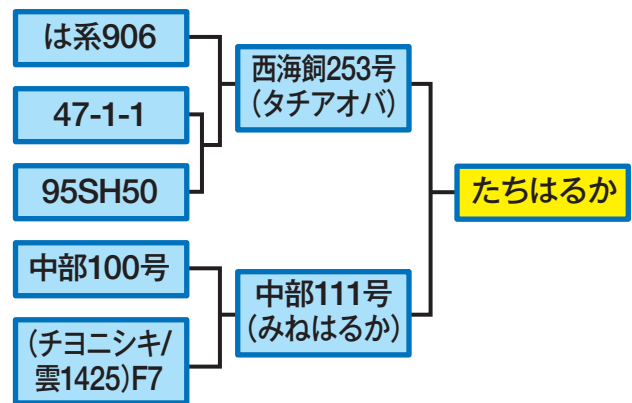 は系906
47-1-1
95SH50
中部100号
(チヨニシキ/
雲1425)F7
西海飼253号
(タチアオバ)
中部111号
(みねはるか)
たちはるか